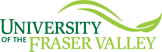 UNIVERSITY
OF THE FRASER VALLEY